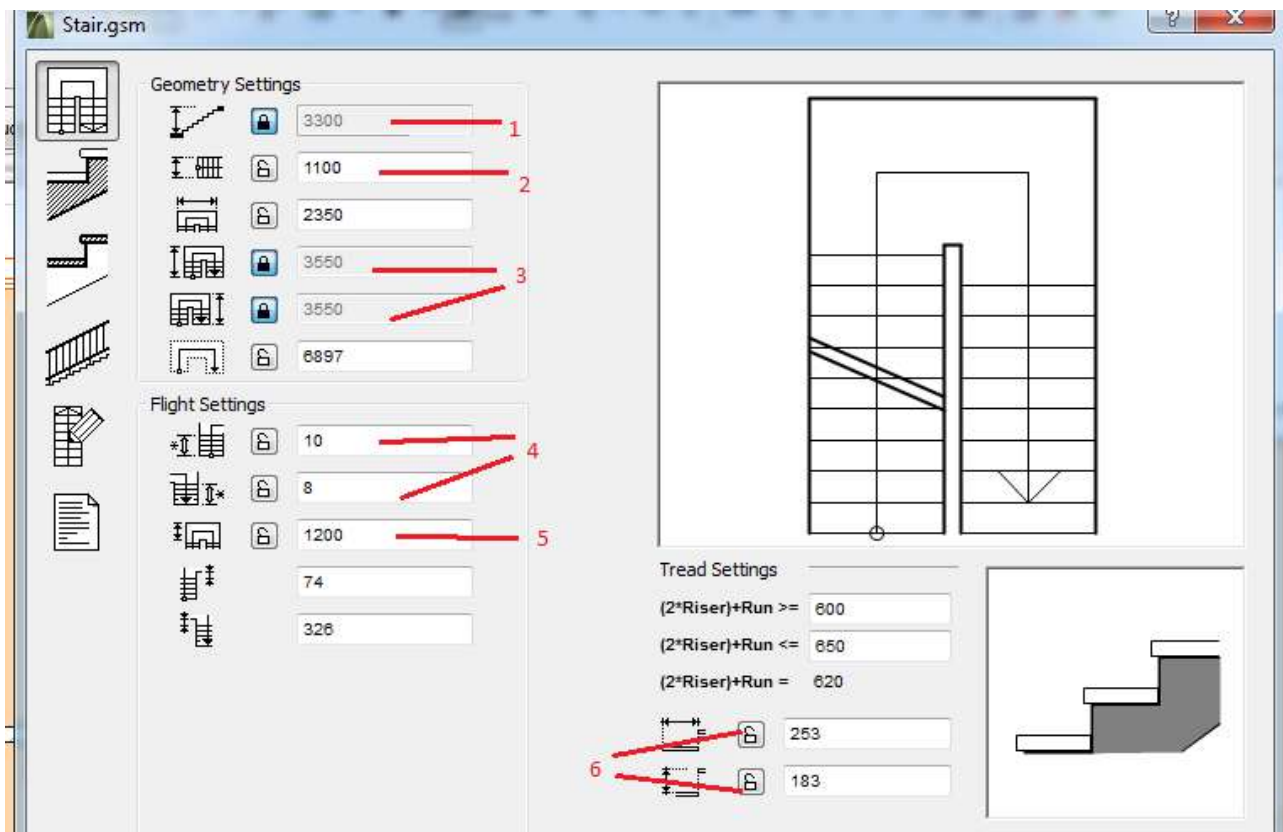 Stair.gsm
?
X
Geometry Settings
3300
1
1100
2
2350
3550
3
3550
6897
Flight Settings
10
4
8
1200
5
74
326
Tread Settings
(2*Riser)+Run >= 600
(2*Riser)+Run <= 650
(2*Riser)+Run = 620
253
6
183